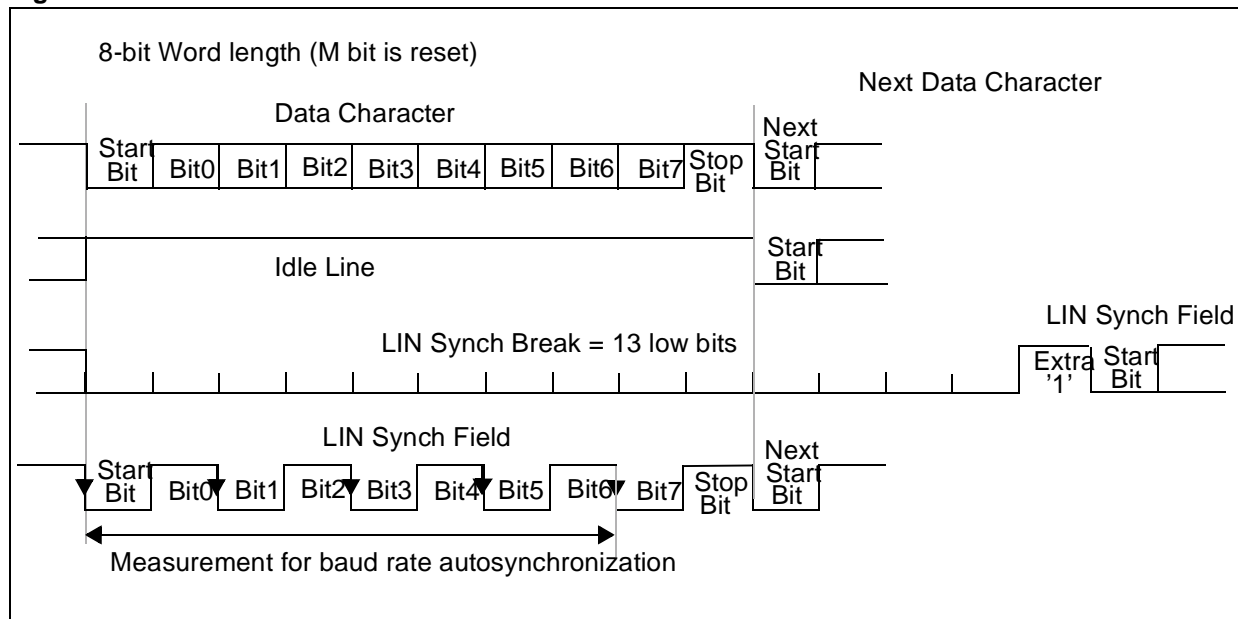 8-bit Word length (M bit is reset)
Next Data Character
Data Character
Start Bit Bit0 Bit1 Bit2 Bit3 Bit4 Bit5 Bit6 Bit7 Stop Bit Next Start Bit
Idle Line
Start Bit
LIN Synch Field
LIN Synch Break = 13 low bits
Extra '1' Start Bit
LIN Synch Field
Start Bit Bit0 Bit1 Bit2 Bit3 Bit4 Bit5 Bit6 Bit7 Stop Bit Next Start Bit
Measurement for baud rate autosynchronization